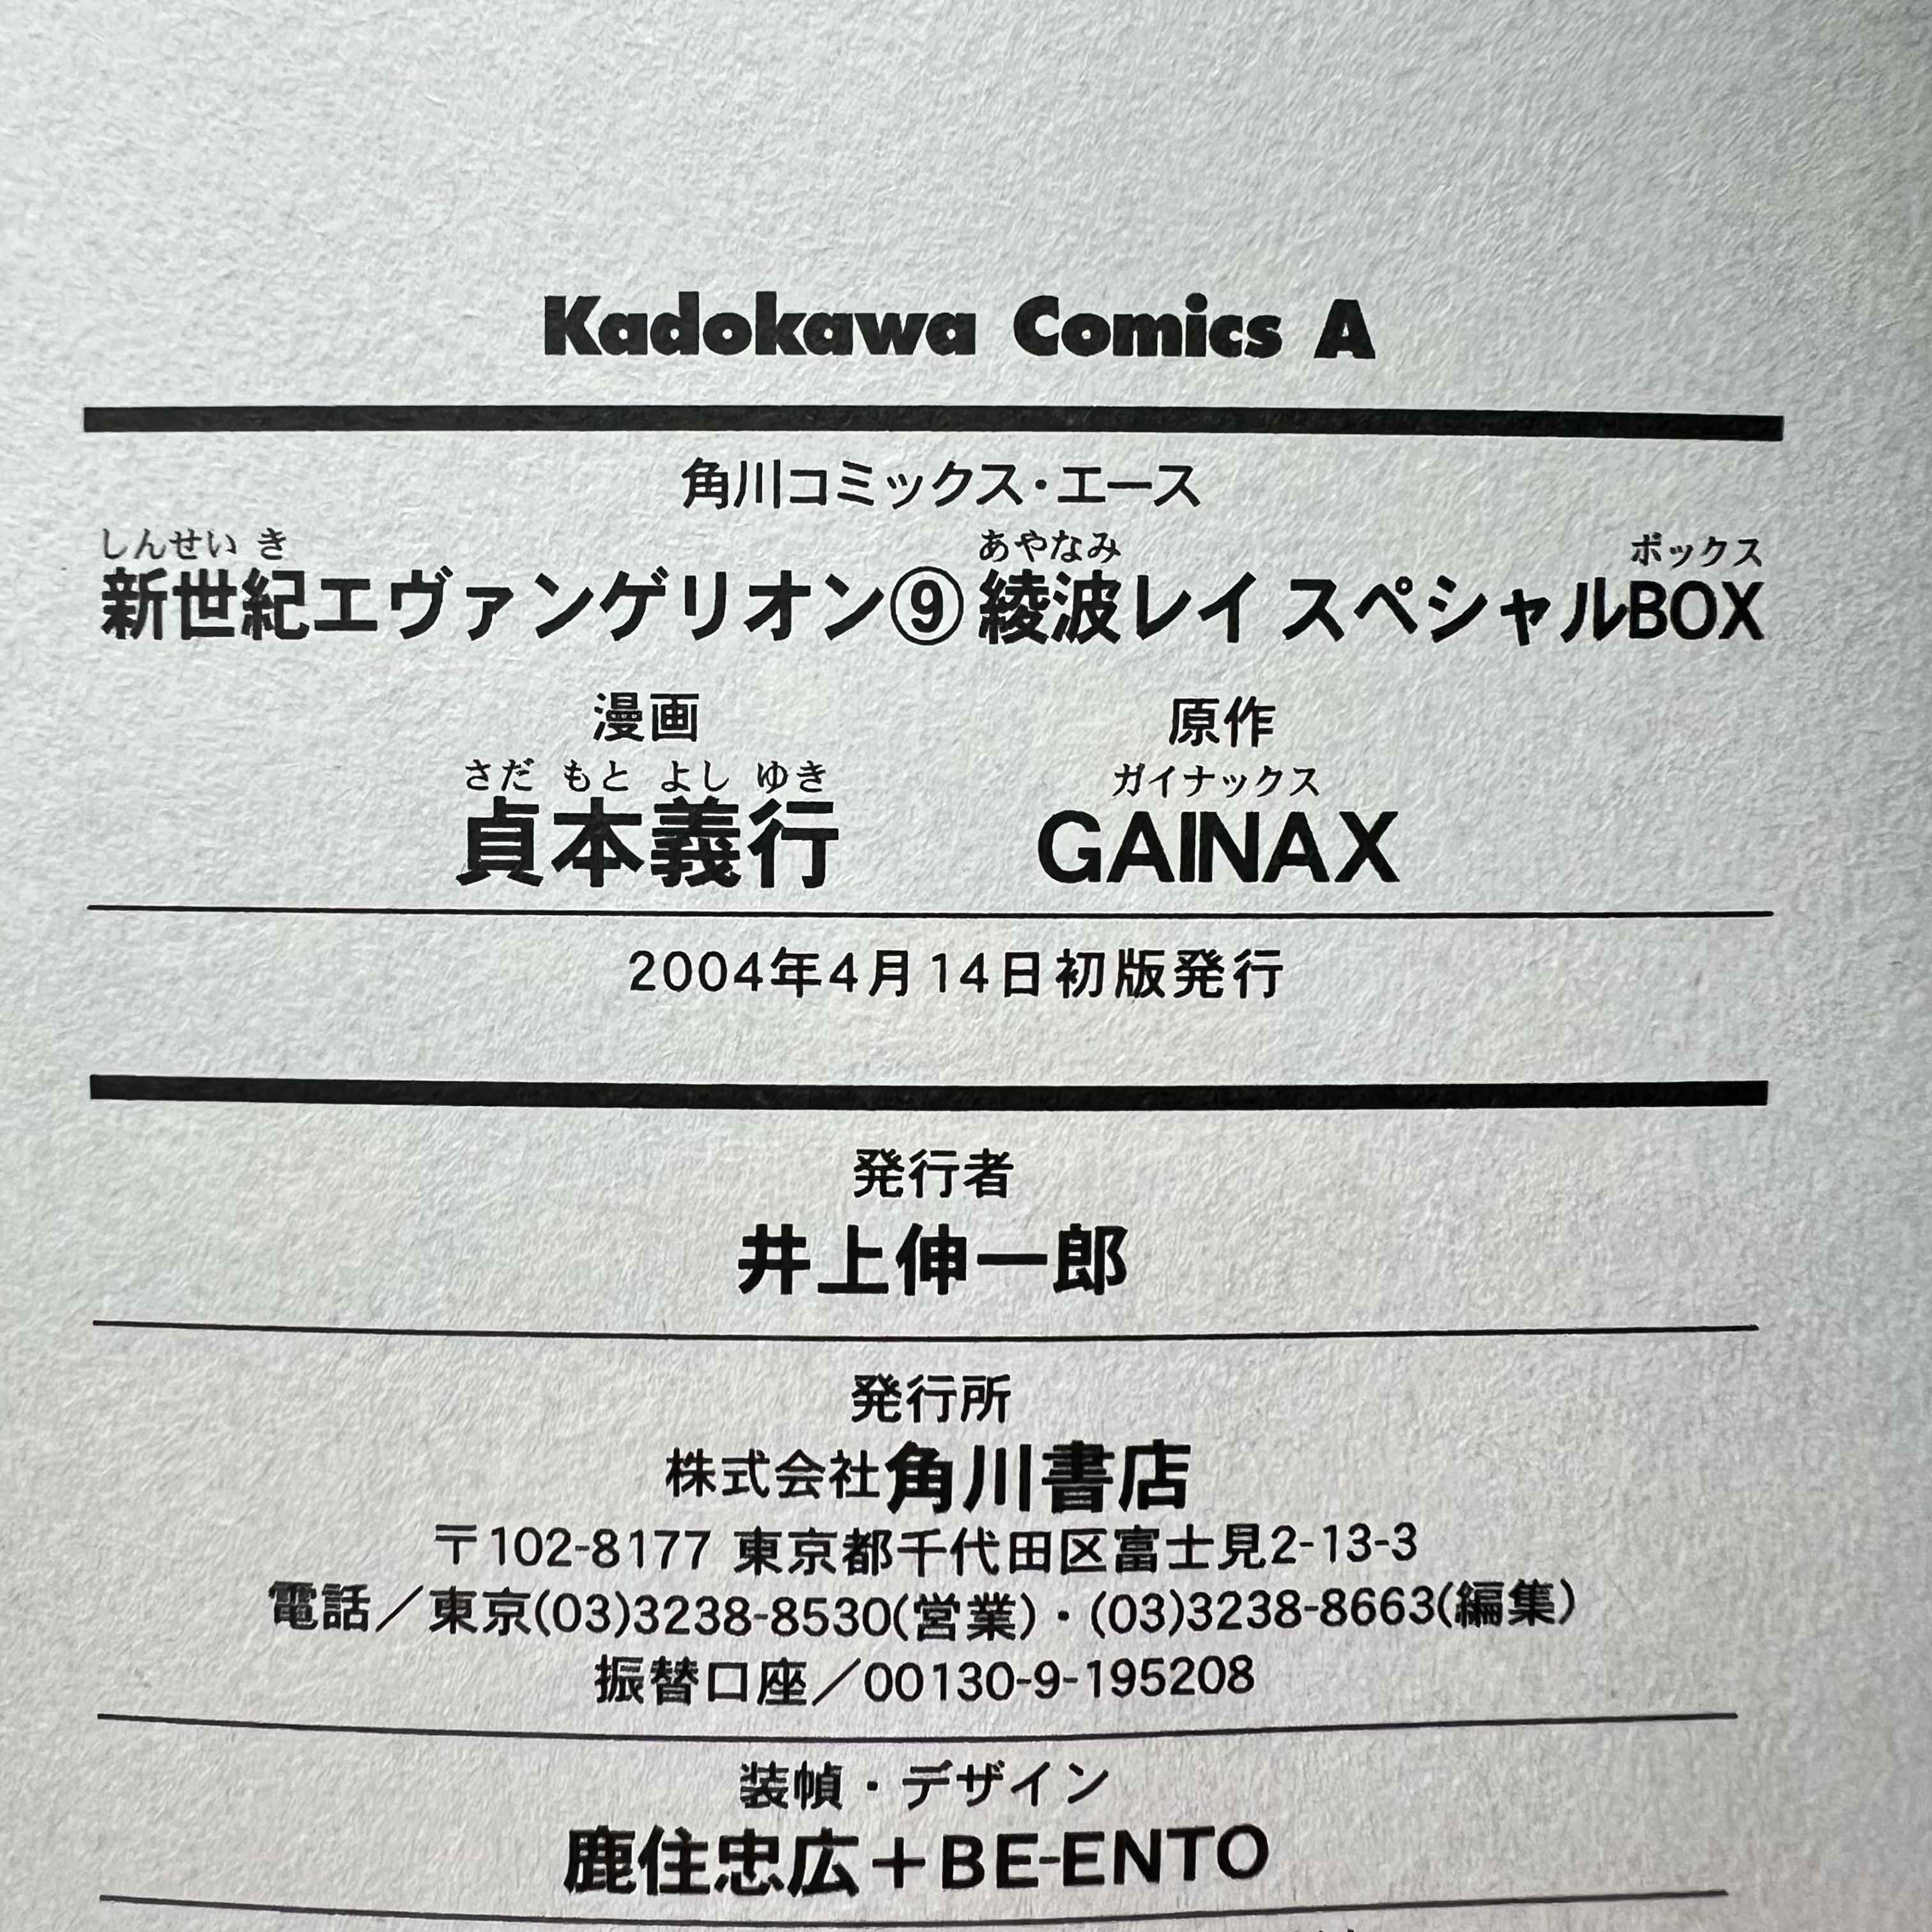 Kadokawa Comics A
角川コミックス・エース
しんせい き あやなみ ボックス
新世紀エヴァンゲリオン⑨ 綾波レイ スペシャルBOX
漫画 原作
さだ もと よし ゆき ガイナックス
貞本義行 GAINAX
2004年4月14日初版発行
発行者
井上伸一郎
発行所
株式会社角川書店
〒102-8177 東京都千代田区富士見2-13-3
電話／東京(03)3238-8530(営業)・(03)3238-8663(編集)
振替口座／00130-9-195208
装幀・デザイン
鹿住忠広＋BE-ENTO